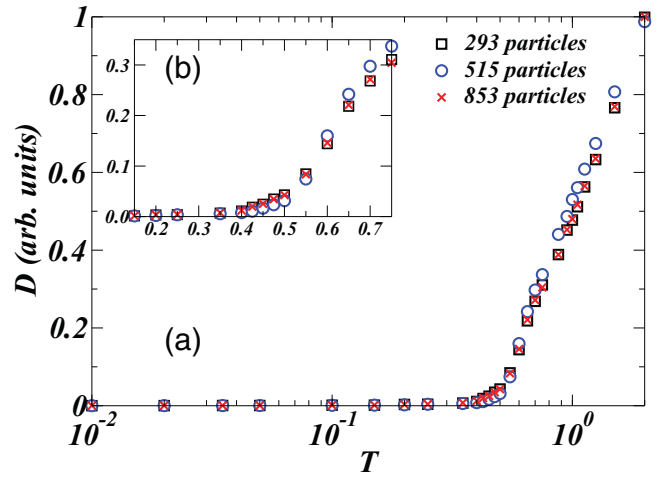 1
0.8
0.6
0.4
0.2
0
D (arb. units)
(b)
0.3
0.2
0.1
0.0
0.2 0.3 0.4 0.5 0.6 0.7
293 particles
515 particles
853 particles
(a)
10⁻² 10⁻¹ 10⁰
T